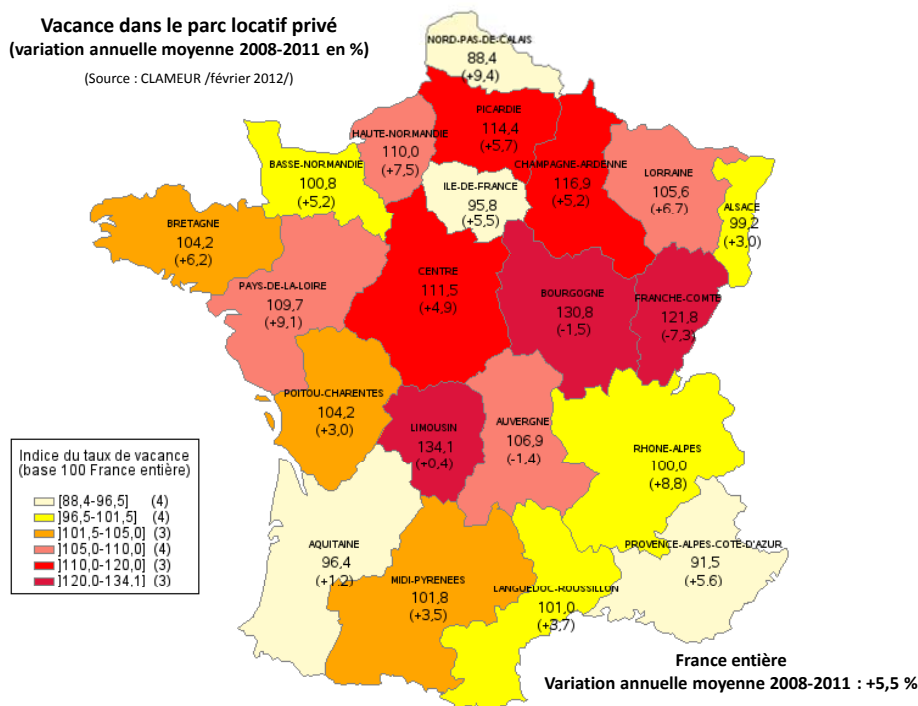 Vacance dans le parc locatif privé
(variation annuelle moyenne 2008-2011 en %)
(Source : CLAMEUR /février 2012/)
NORD-PAS-DE-CALAIS
88,4
(+9,4)
PICARDIE
114,4
(+5,7)
HAUTE-NORMANDIE
110,0
(+7,5)
BASSE-NORMANDIE
100,8
(+5,2)
ILE-DE-FRANCE
95,8
(+5,5)
CHAMPAGNE-ARDENNE
116,9
(+5,2)
LORRAINE
105,6
(+6,7)
ALSACE
99,2
(+3,0)
BRETAGNE
104,2
(+6,2)
PAYS-DE-LA-LOIRE
109,7
(+9,1)
CENTRE
111,5
(+4,9)
BOURGOGNE
130,8
(-1,5)
FRANCHE-COMTE
121,8
(-7,3)
POITOU-CHARENTES
104,2
(+3,0)
LIMOUSIN
134,1
(+0,4)
AUVERGNE
106,9
(-1,4)
RHONE-ALPES
100,0
(+8,8)
AQUITAINE
96,4
(+1,2)
MIDI-PYRENEES
101,8
(+3,5)
LANGUEDOC-ROUSSILLON
101,0
(+3,7)
PROVENCE-ALPES-COTE-D'AZUR
91,5
(+5.6)
Indice du taux de vacance
(base 100 France entière)
]88,4-96,5] (4)
]96,5-101,5] (4)
]101,5-105,0] (3)
]105,0-110,0] (4)
]110,0-120,0] (3)
]120,0-134,1] (3)
France entière
Variation annuelle moyenne 2008-2011 : +5,5 %